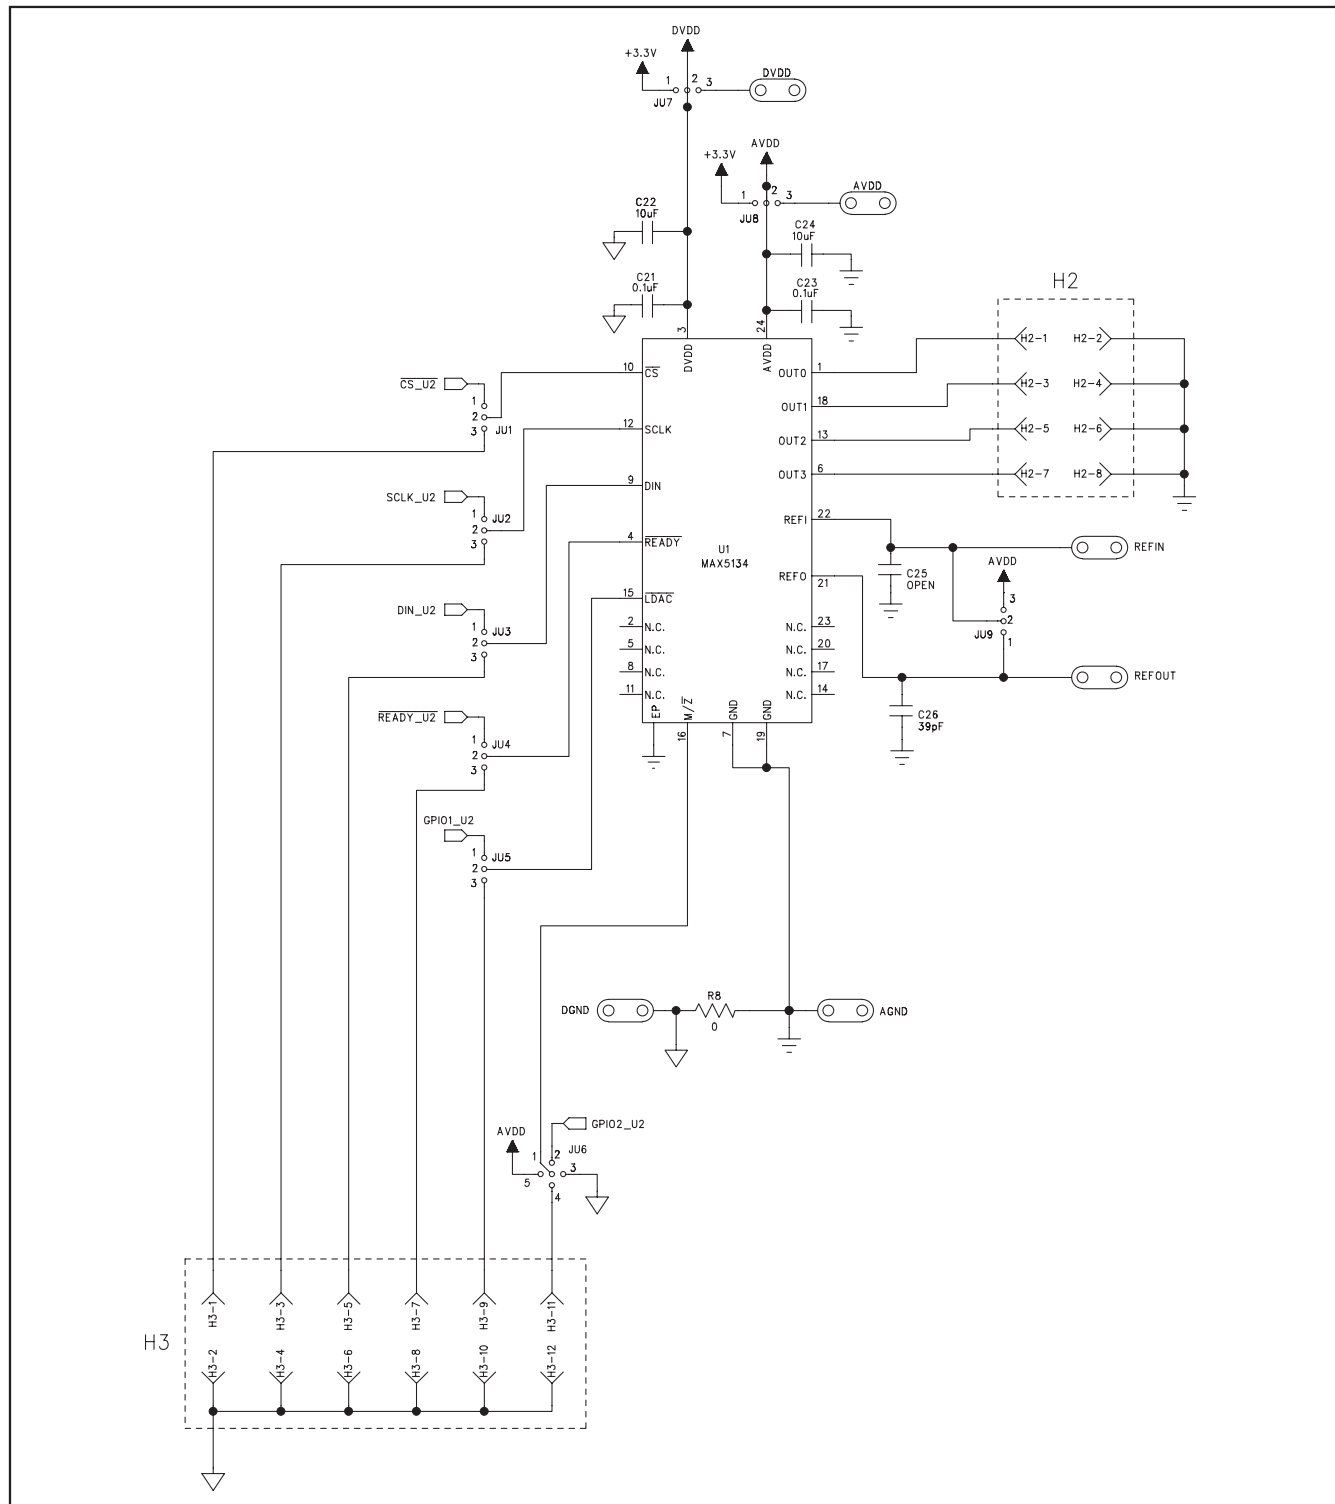 DVDD
+3.3V
1 2 3
JU7
DVDD
AVDD
+3.3V
1 2 3
JU8
AVDD
C22
10uF
C24
10uF
C21
0.1uF
C23
0.1uF
H2
3
24
DVDD
AVDD
10
C̅S̅
OUT0
1
H2-1
H2-2
C̅S̅_̅U̅2̅
1
2
3
JU1
OUT1
18
H2-3
H2-4
12
SCLK
OUT2
13
H2-5
H2-6
OUT3
6
H2-7
H2-8
9
DIN
SCLK_U2
1
2
3
JU2
REFI
22
4
R̅E̅A̅D̅Y̅
U1
MAX5134
REFIN
AVDD
C25
OPEN
REFO
21
3
2
1
JU9
15
L̅D̅A̅C̅
DIN_U2
1
2
3
JU3
2
N.C.
N.C.
23
5
N.C.
N.C.
20
8
N.C.
N.C.
17
11
N.C.
N.C.
14
REFOUT
EP
M/Z̅
GND
GND
16
7
19
C26
39pF
R̅E̅A̅D̅Y̅_̅U̅2̅
1
2
3
JU4
GPIO1_U2
1
2
3
JU5
DGND
R8
0
AGND
GPIO2_U2
AVDD
JU6
1
2
3
5
4
H3
H3-1
H3-3
H3-5
H3-7
H3-9
H3-11
H3-2
H3-4
H3-6
H3-8
H3-10
H3-12